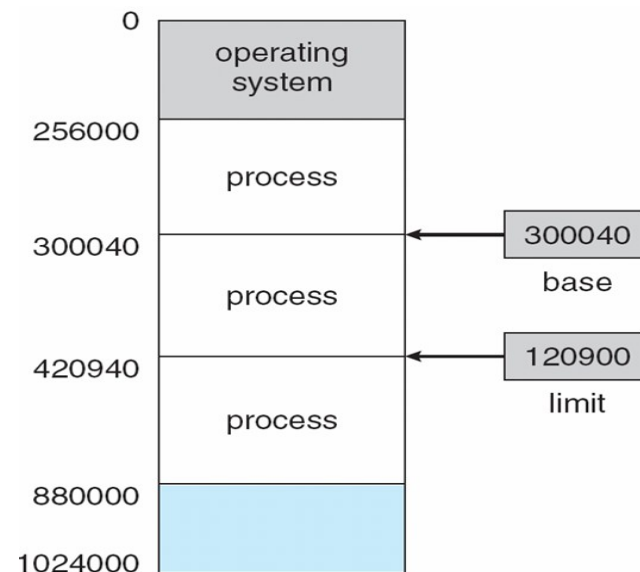 0
operating
system
256000
process
300040
300040
base
process
420940
120900
limit
process
880000
1024000